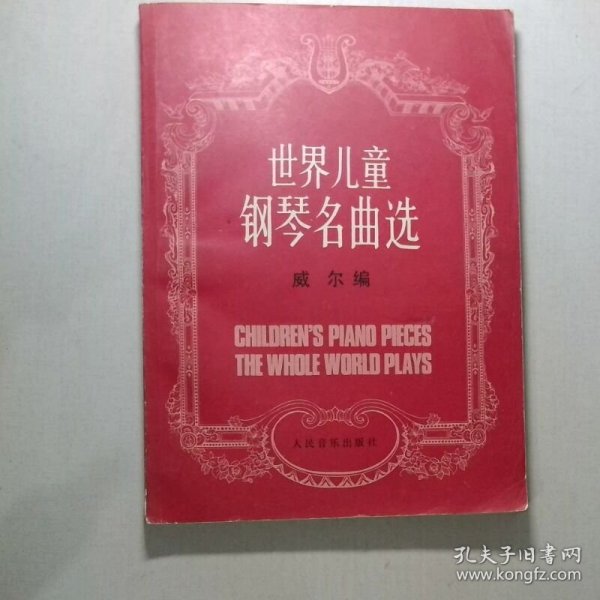 世界儿童
钢琴名曲选
威尔编
CHILDREN'S PIANO PIECES
THE WHOLE WORLD PLAYS
人民音乐出版社
孔夫子旧书网
www.kongfz.com